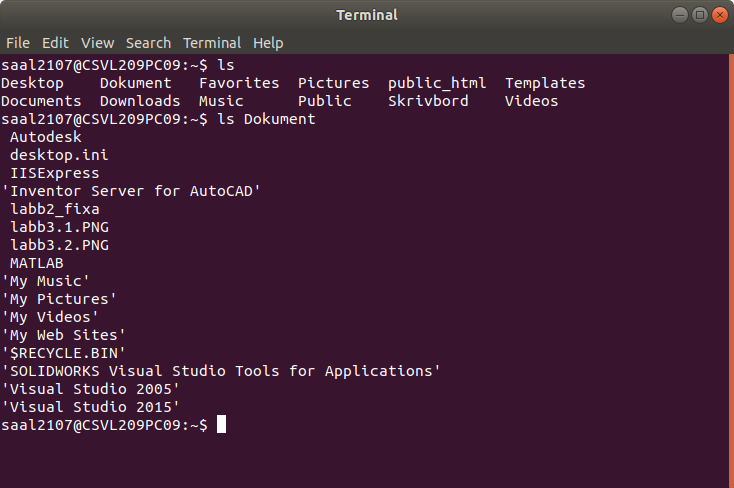 Terminal
File Edit View Search Terminal Help
saal2107@CSVL209PC09:~$ ls
Desktop    Dokument   Favorites  Pictures  public_html  Templates
Documents  Downloads  Music      Public    Skrivbord    Videos
saal2107@CSVL209PC09:~$ ls Dokument
 Autodesk
 desktop.ini
 IISExpress
'Inventor Server for AutoCAD'
 labb2_fixa
 labb3.1.PNG
 labb3.2.PNG
 MATLAB
'My Music'
'My Pictures'
'My Videos'
'My Web Sites'
'$RECYCLE.BIN'
'SOLIDWORKS Visual Studio Tools for Applications'
'Visual Studio 2005'
'Visual Studio 2015'
saal2107@CSVL209PC09:~$